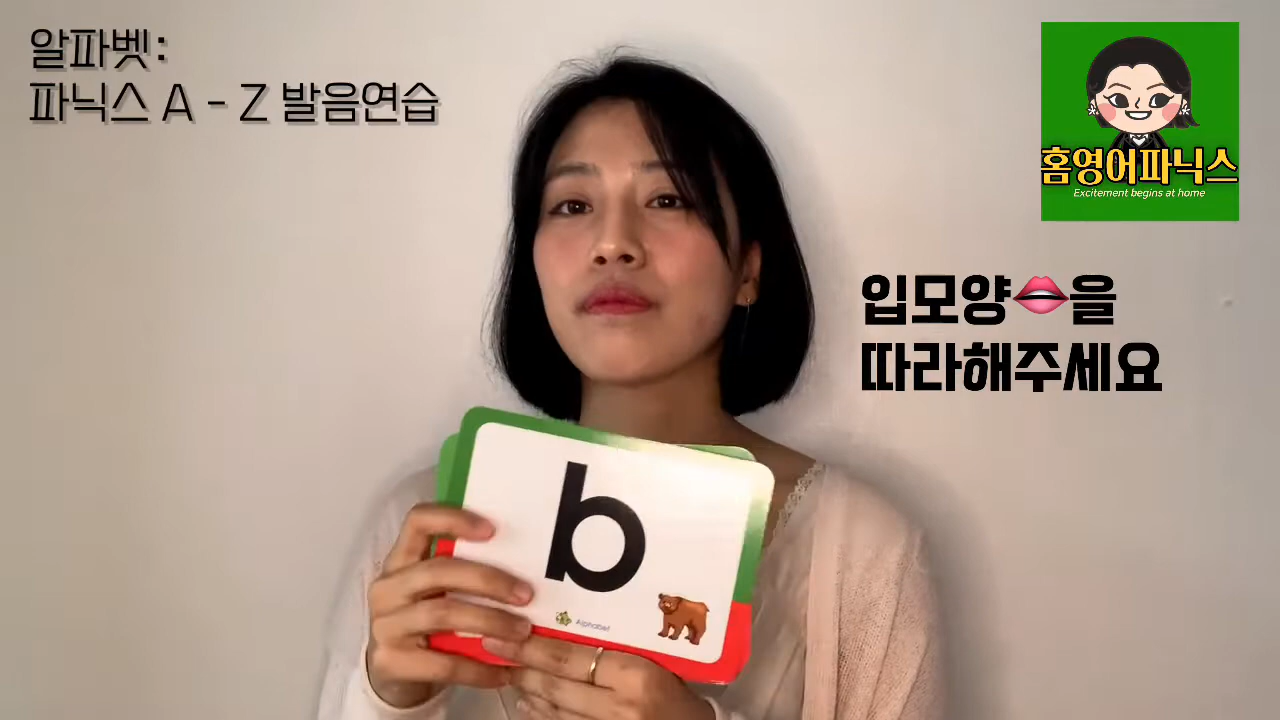 알파벳:
파닉스 A - Z 발음연습
홈영어파닉스
Excitement begins at home
입모양👄을
따라해주세요
b
Alphabet